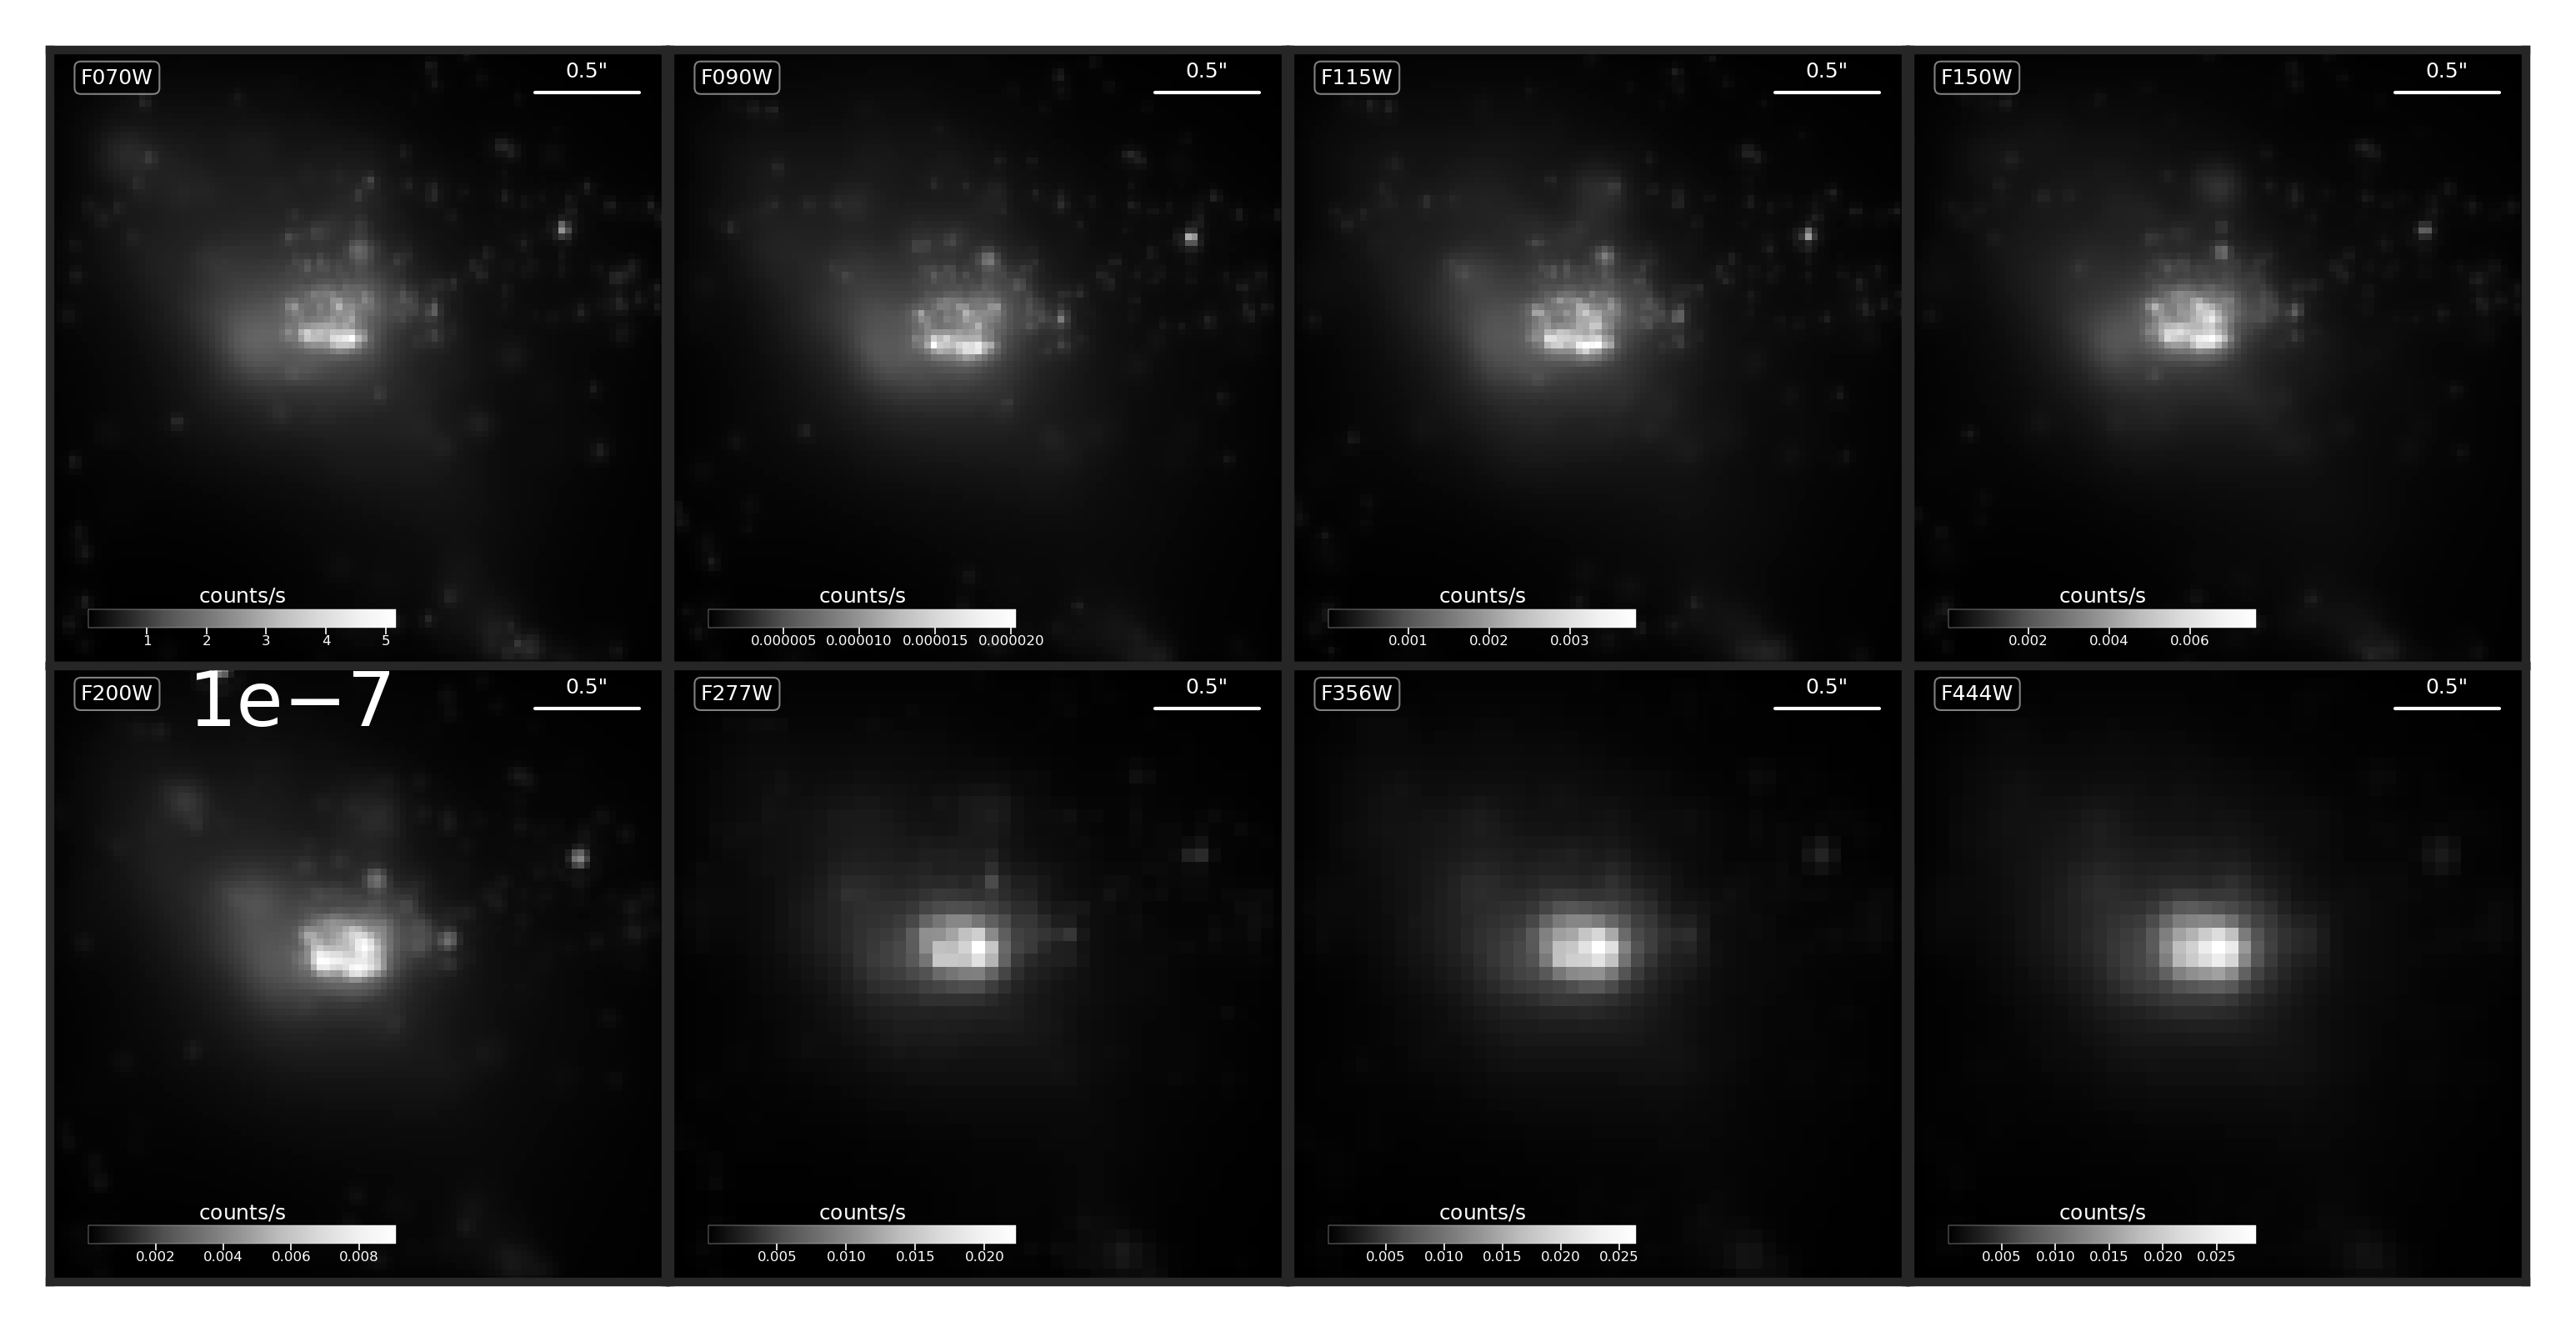 F070W 0.5"
F090W 0.5"
F115W 0.5"
F150W 0.5"
counts/s
1 2 3 4 5
counts/s
0.000005 0.000010 0.000015 0.000020
counts/s
0.001 0.002 0.003
counts/s
0.002 0.004 0.006
F200W 1e−7 0.5"
F277W 0.5"
F356W 0.5"
F444W 0.5"
counts/s
0.002 0.004 0.006 0.008
counts/s
0.005 0.010 0.015 0.020
counts/s
0.005 0.010 0.015 0.020 0.025
counts/s
0.005 0.010 0.015 0.020 0.025